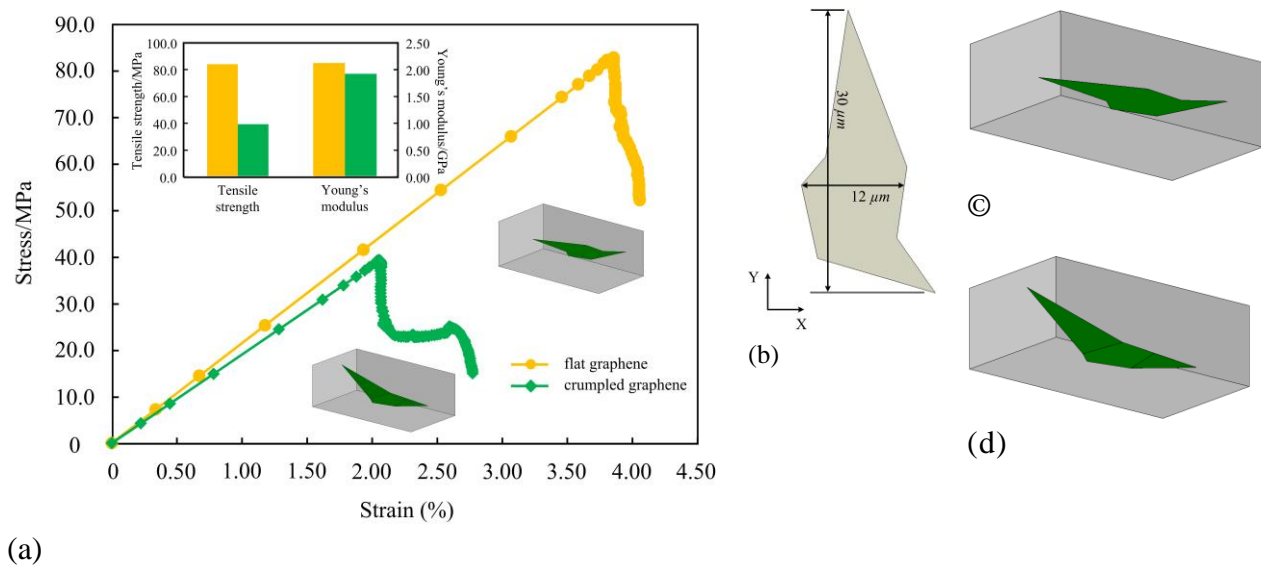 90.0
80.0
70.0
60.0
50.0
40.0
30.0
20.0
10.0
0
Stress/MPa
0
0.50
1.00
1.50
2.00
2.50
3.00
3.50
4.00
4.50
Strain (%)
100.0
80.0
60.0
40.0
20.0
0.0
Tensile strength/MPa
2.50
2.00
1.50
1.00
0.50
0.00
Young's modulus/GPa
Tensile
strength
Young's
modulus
flat graphene
crumpled graphene
(a)
30 µm
12 µm
Y
X
(b)
©
(d)